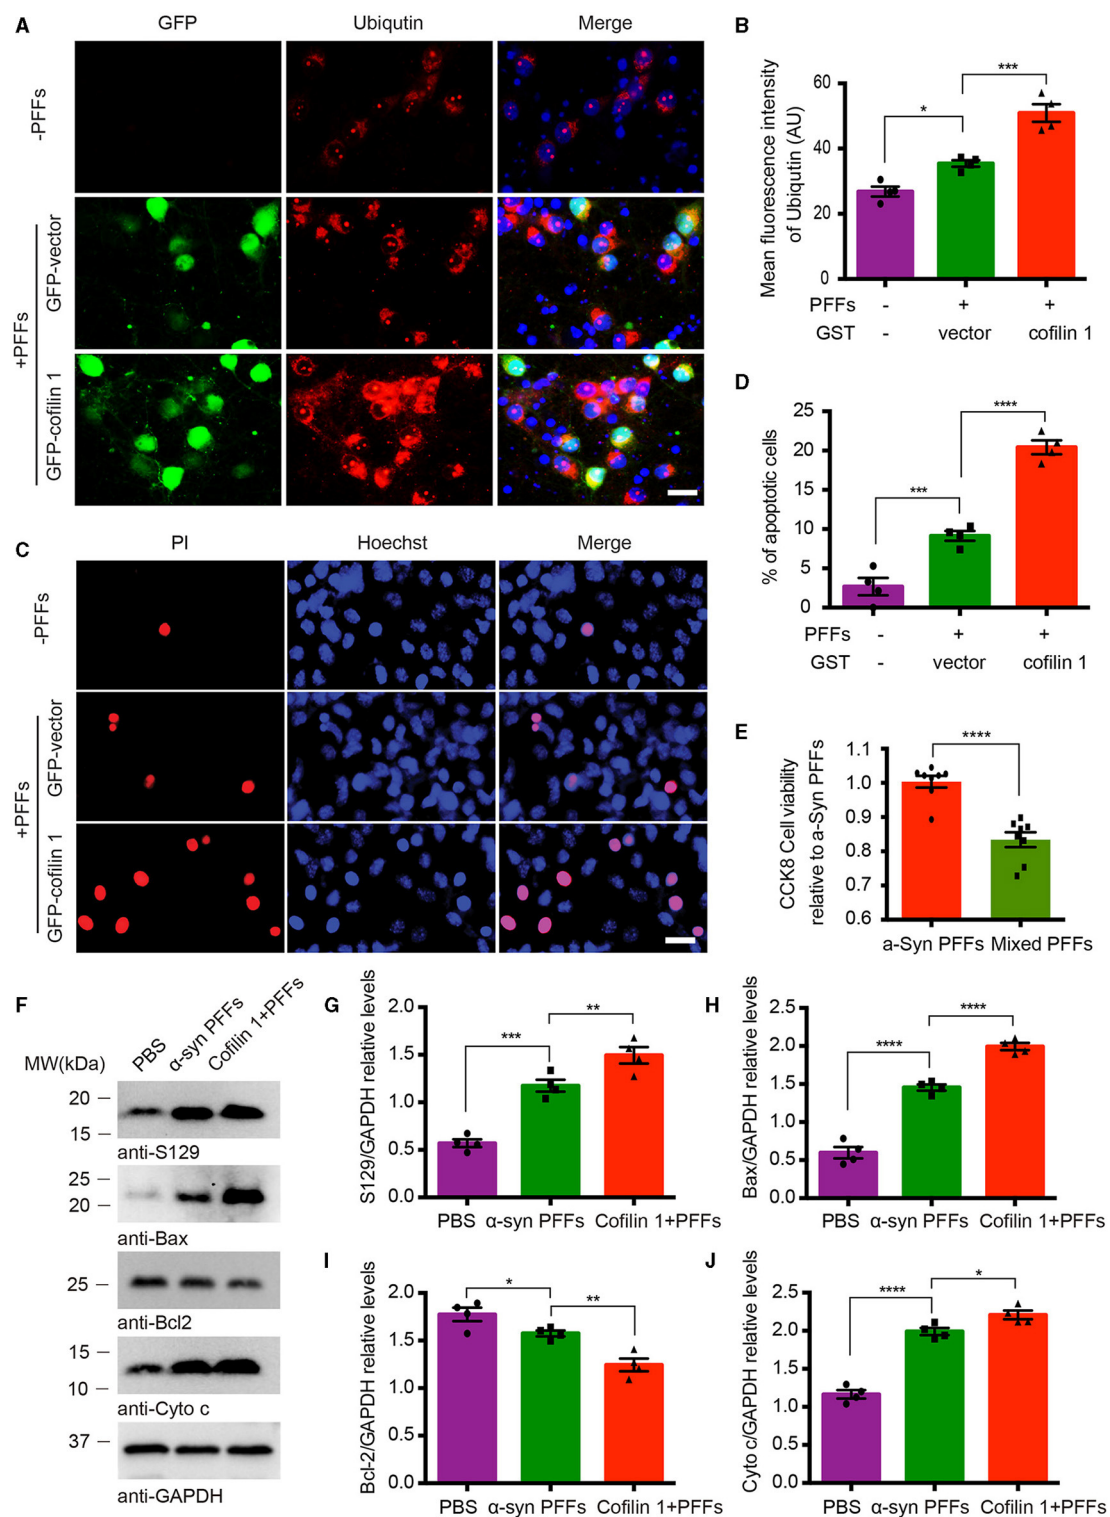 A
GFP
Ubiqutin
Merge
-PFFs
+PFFs
GFP-vector
GFP-cofilin 1
B
Mean fluorescence intensity
of Ubiqutin (AU)
60
40
20
0
*
***
PFFs - + +
GST - vector cofilin 1
C
PI
Hoechst
Merge
-PFFs
+PFFs
GFP-vector
GFP-cofilin 1
D
% of apoptotic cells
25
20
15
10
5
0
***
****
PFFs - + +
GST - vector cofilin 1
E
CCK8 Cell viability
relative to a-Syn PFFs
1.1
1.0
0.9
0.8
0.7
0.6
****
a-Syn PFFs Mixed PFFs
F
MW(kDa)
PBS
α-syn PFFs
Cofilin 1+PFFs
20
15
anti-S129
25
20
anti-Bax
25
anti-Bcl2
15
10
anti-Cyto c
37
anti-GAPDH
G
S129/GAPDH relative levels
2.0
1.5
1.0
0.5
0.0
***
**
PBS α-syn PFFs Cofilin 1+PFFs
H
Bax/GAPDH relative levels
2.5
2.0
1.5
1.0
0.5
0.0
****
****
PBS α-syn PFFs Cofilin 1+PFFs
I
Bcl-2/GAPDH relative levels
2.0
1.5
1.0
0.5
0.0
*
**
PBS α-syn PFFs Cofilin 1+PFFs
J
Cyto c/GAPDH relative levels
2.5
2.0
1.5
1.0
0.5
0.0
****
*
PBS α-syn PFFs Cofilin 1+PFFs